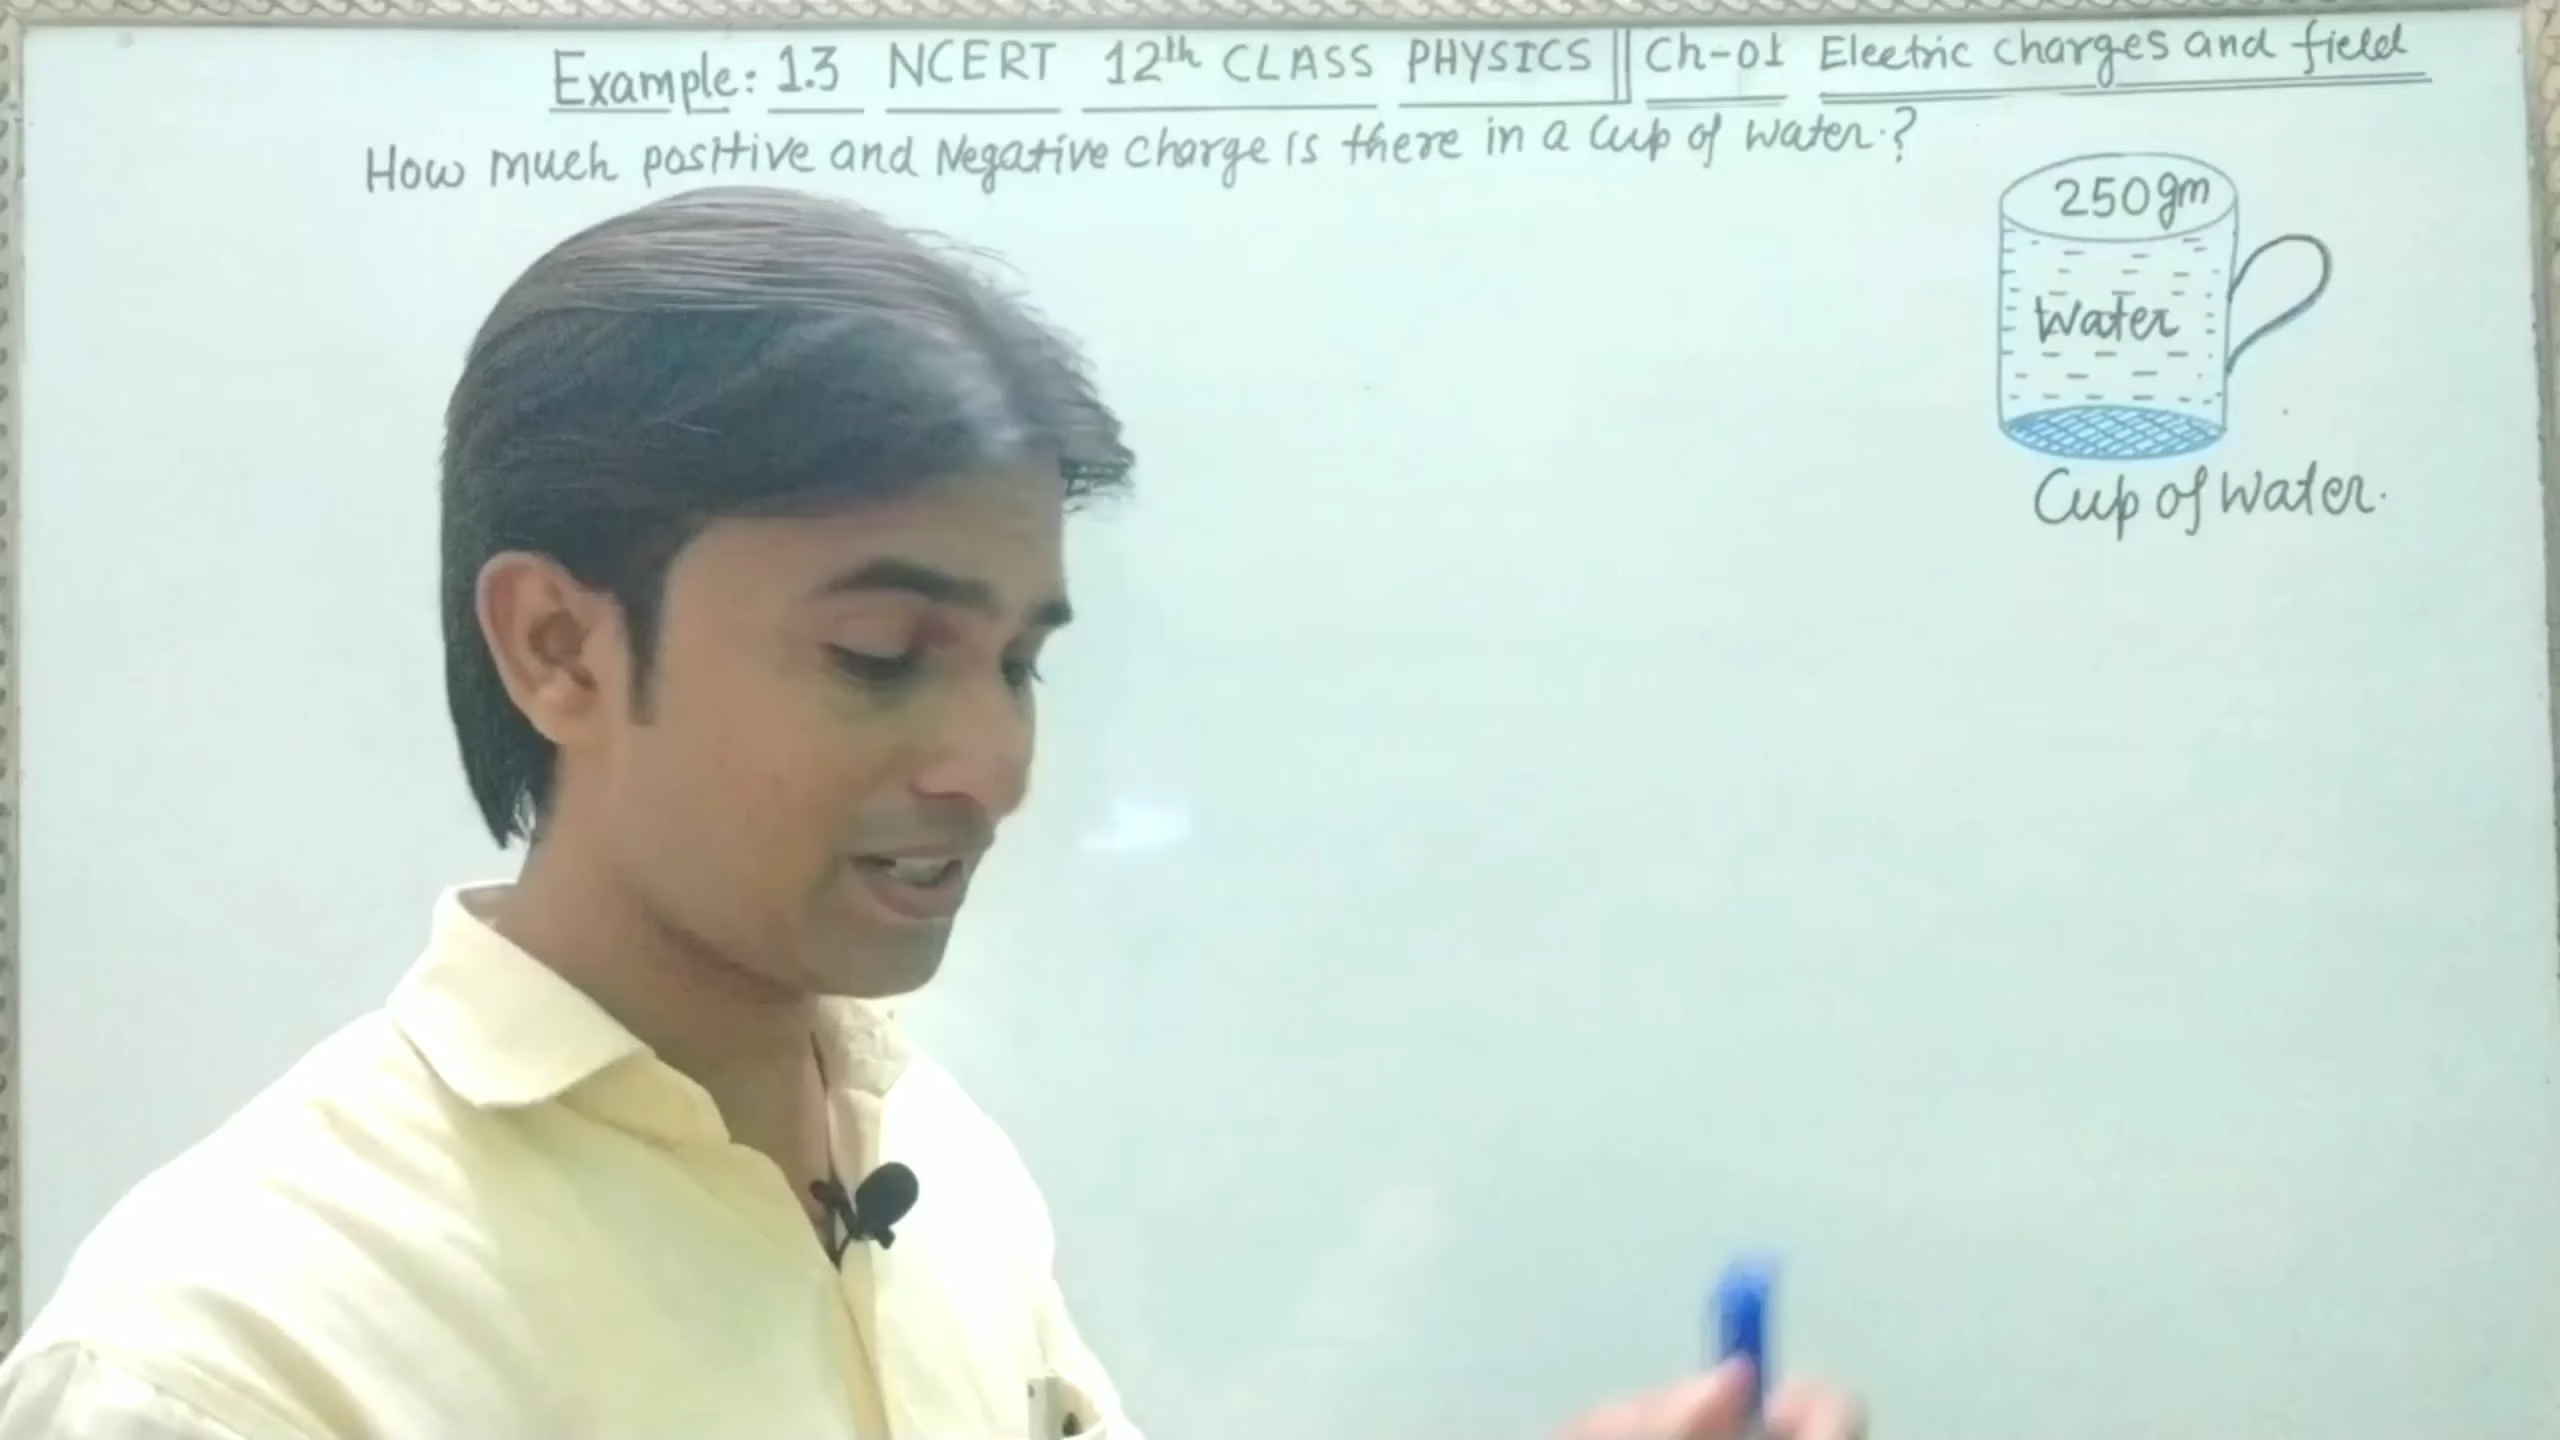 Example: 1.3 NCERT 12th CLASS PHYSICS || Ch-01 Electric charges and field
How much positive and Negative charge is there in a cup of water.?
250gm
Water
Cup of Water.